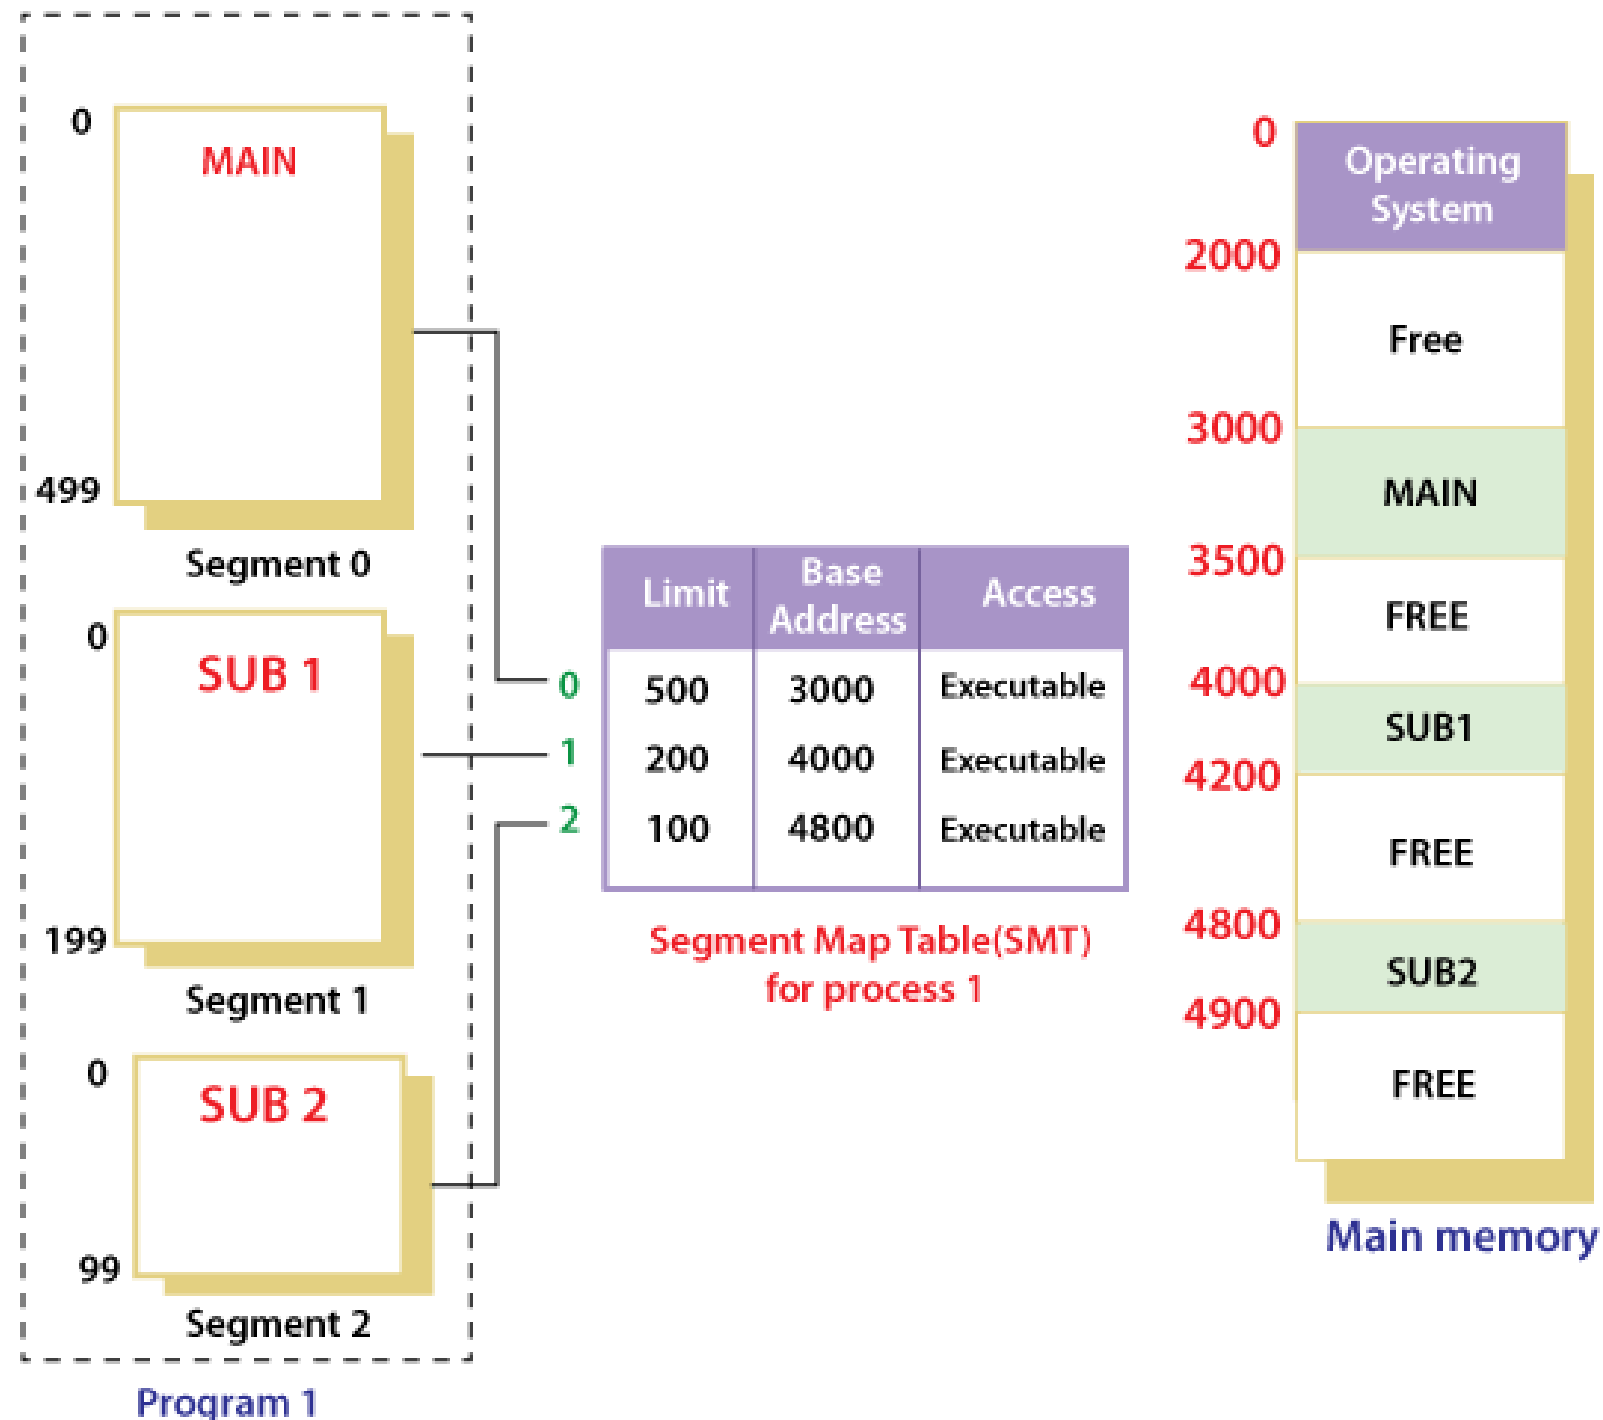 0
MAIN
499
Segment 0
0
SUB 1
199
Segment 1
0
SUB 2
99
Segment 2
Program 1
Limit Base Address Access
0 500 3000 Executable
1 200 4000 Executable
2 100 4800 Executable
Segment Map Table(SMT)
for process 1
0
Operating
System
2000
Free
3000
MAIN
3500
FREE
4000
SUB1
4200
FREE
4800
SUB2
4900
FREE
Main memory